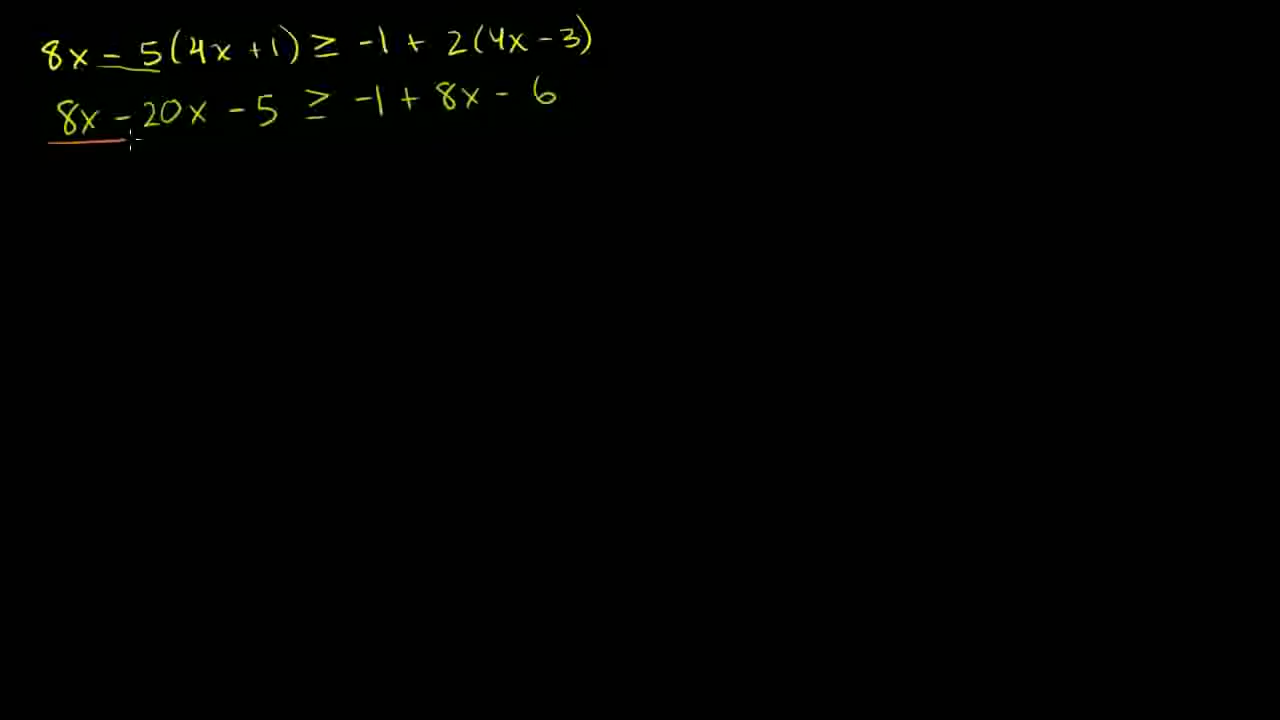 8x - 5(4x + 1) ≥ -1 + 2(4x - 3)
8x - 20x - 5 ≥ -1 + 8x - 6